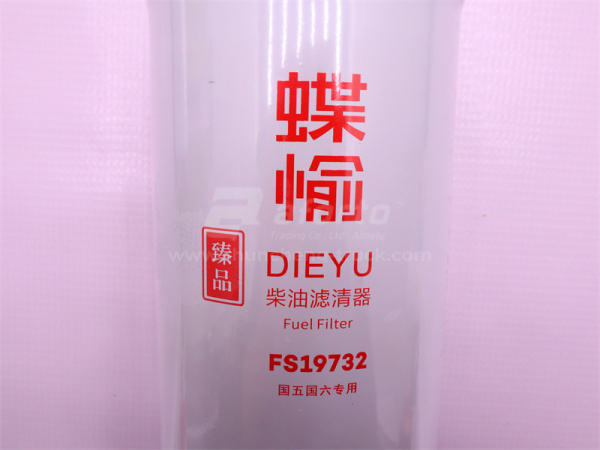 蝶
愉
臻品
DIEYU
柴油滤清器
Fuel Filter
FS19732
国五国六专用